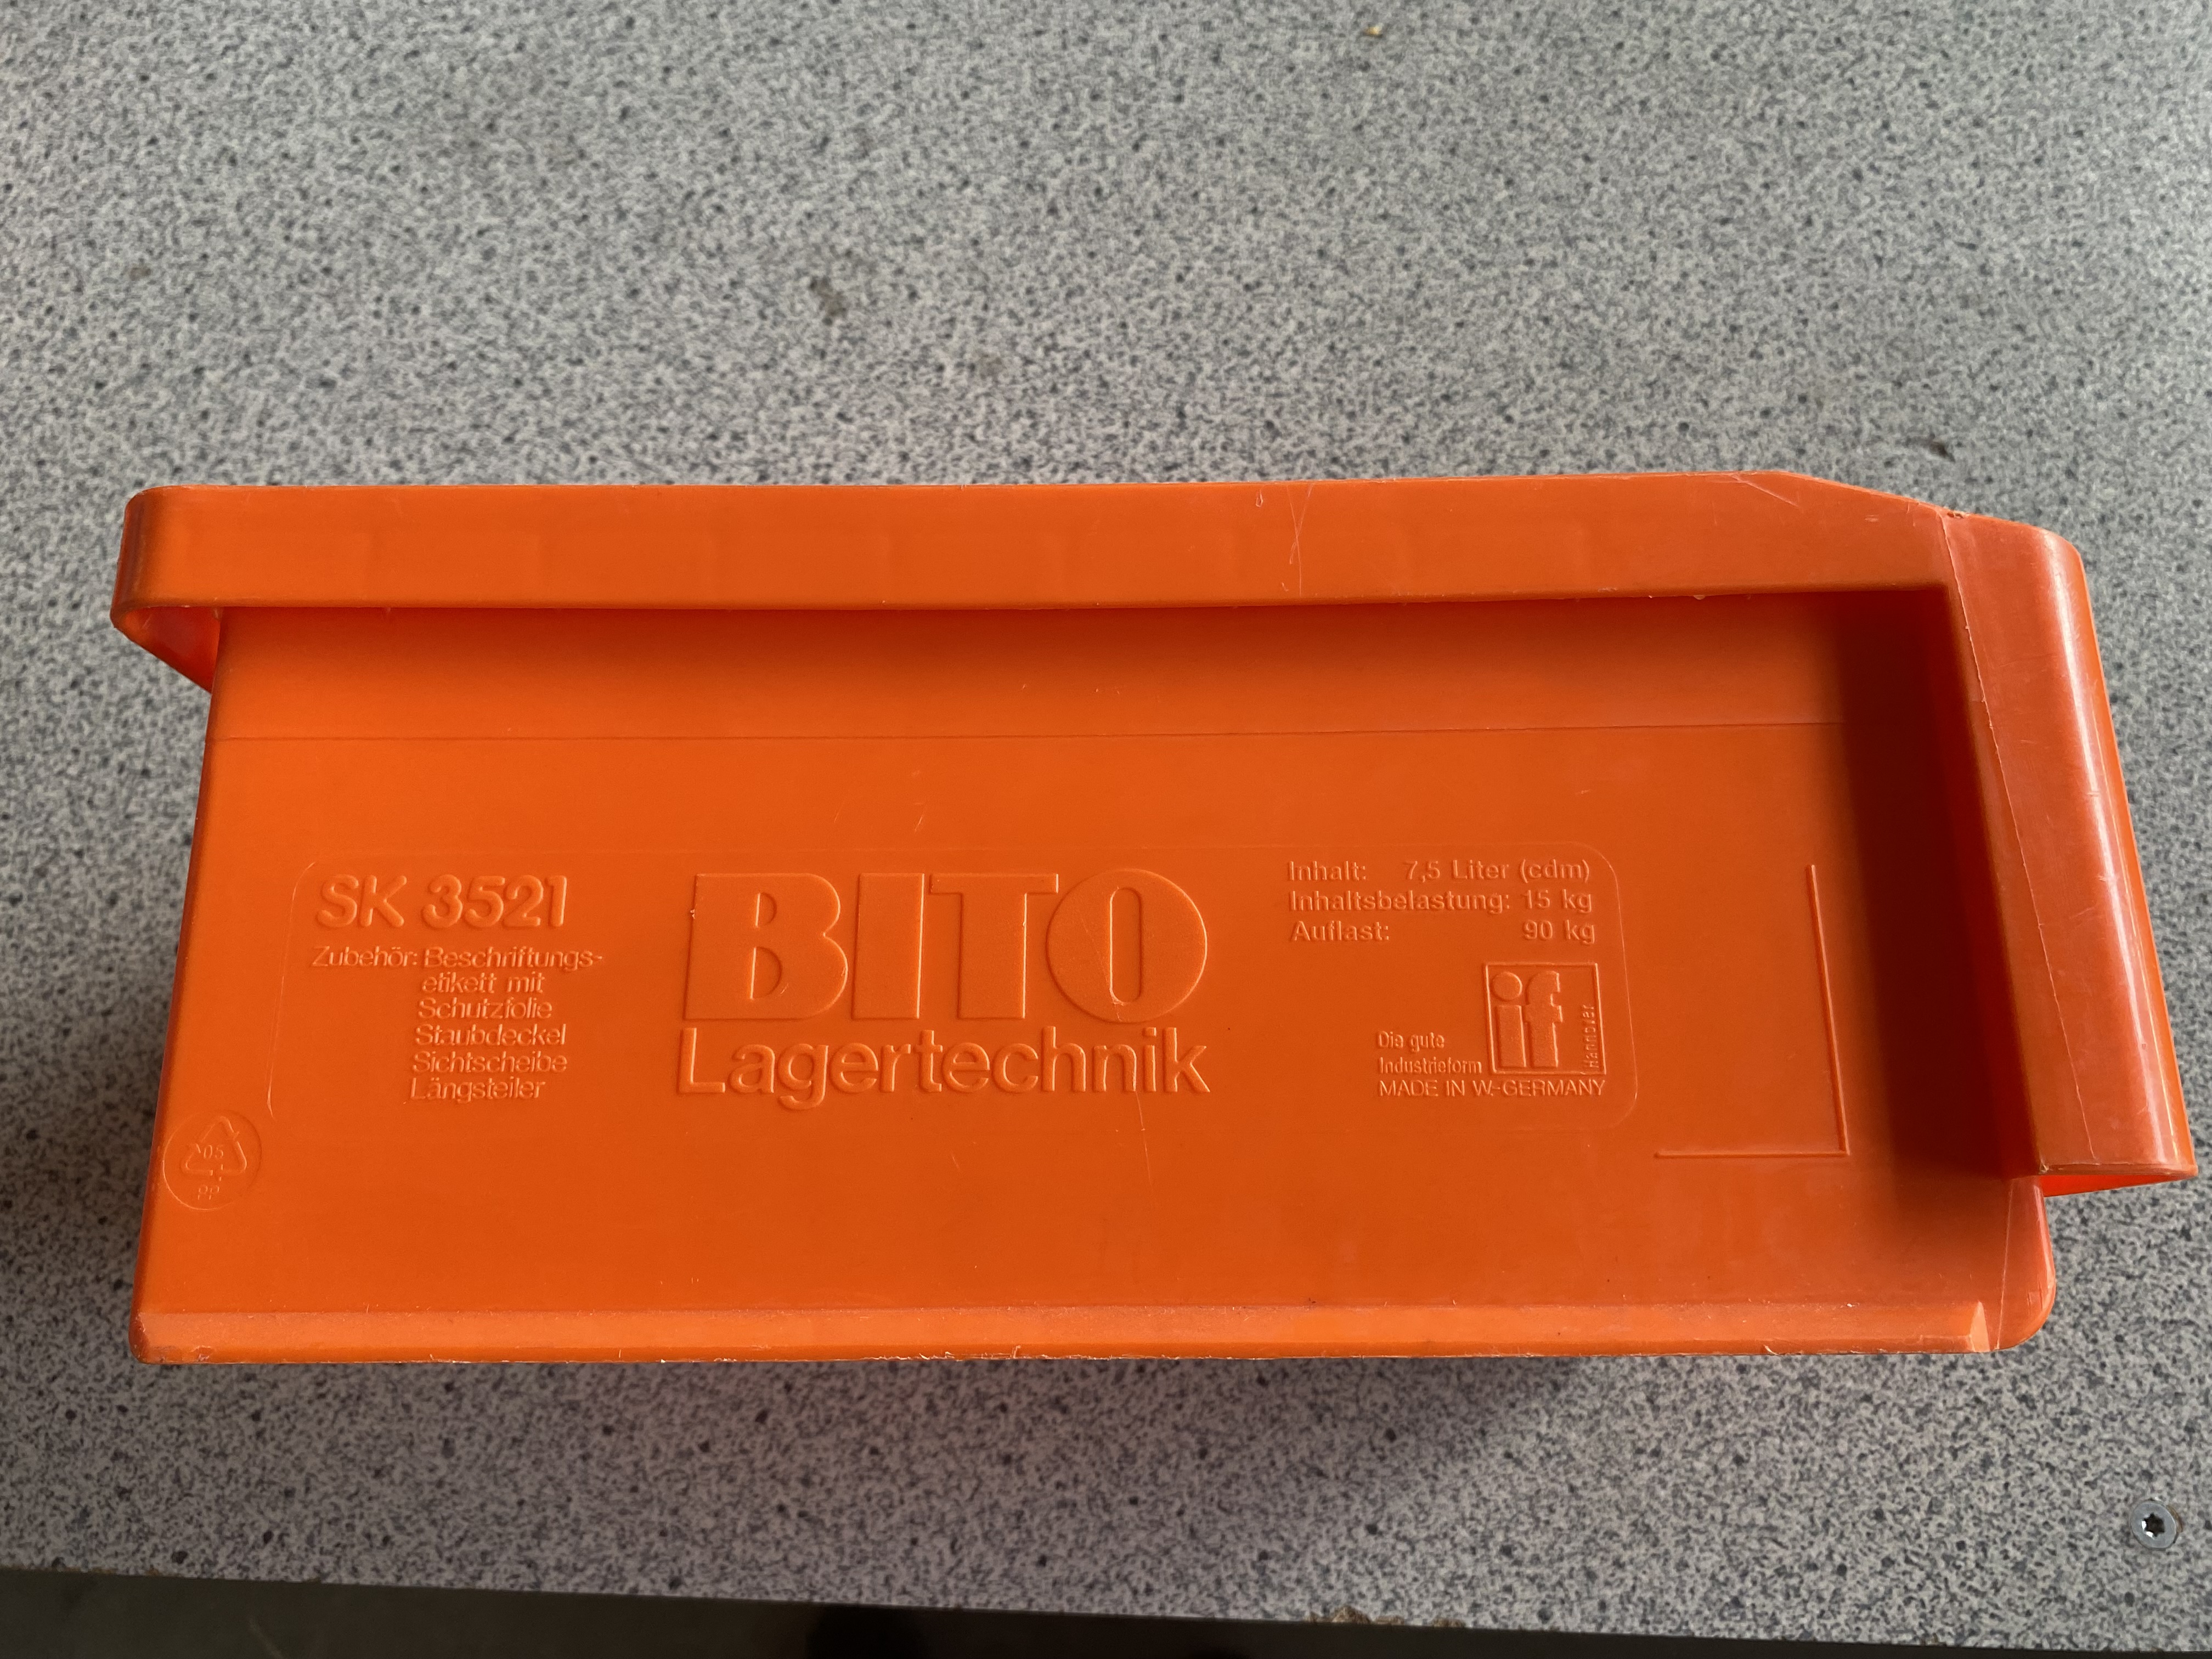 SK 3521
Zubehör: Beschriftungs-
etikett mit
Schutzfolie
Staubdeckel
Sichtscheibe
Längsteiler
05
PP
BITO
Lagertechnik
Inhalt: 7,5 Liter (cdm)
Inhaltsbelastung: 15 kg
Auflast: 90 kg
Die gute
Industrieform
if
Hannover
MADE IN W.-GERMANY